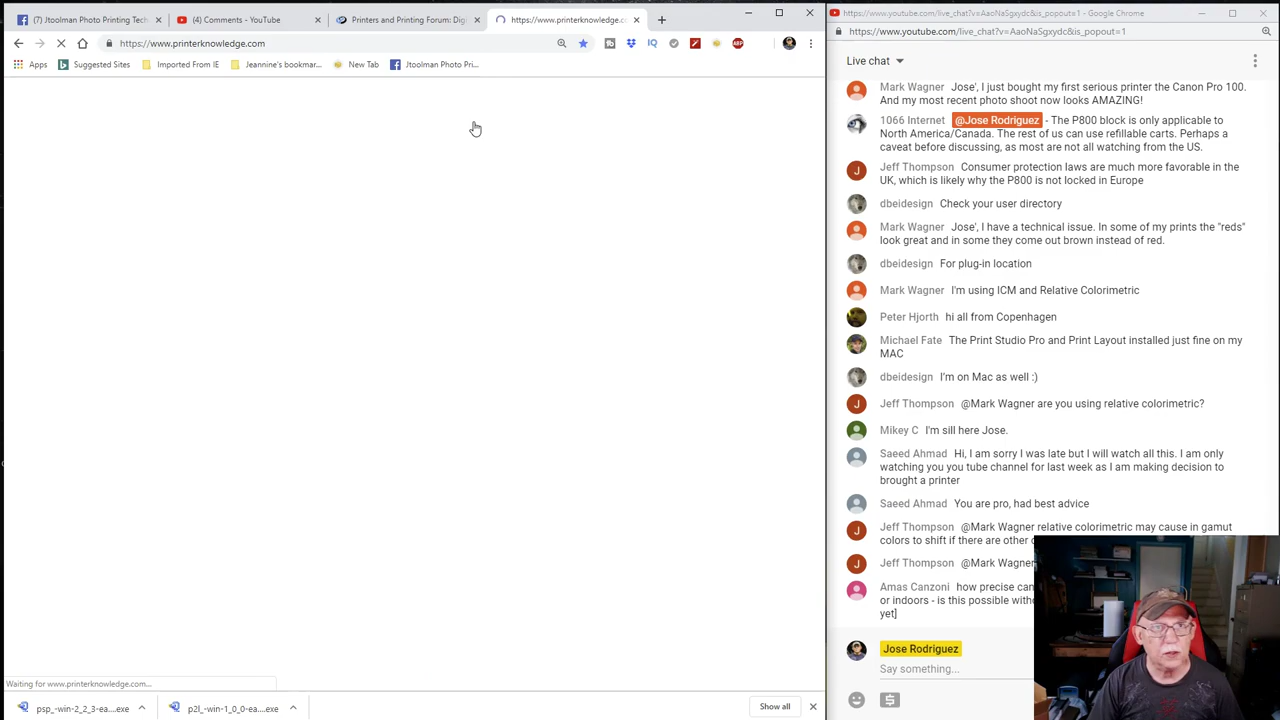 (7) Jtoolman Photo Printing Tech
(4) Comments - YouTube
Printers and Printing Forum: Digi
https://www.printerknowledge.co
https://www.printerknowledge.com
Apps
Suggested Sites
Imported From IE
Jeannine's bookmar...
New Tab
Jtoolman Photo Pri...
Waiting for www.printerknowledge.com...
psp_-win-2_2_3-ea....exe
p2l_-win-1_0_0-ea....exe
Show all
https://www.youtube.com/live_chat?v=AaoNaSgxydc&is_popout=1 - Google Chrome
https://www.youtube.com/live_chat?v=AaoNaSgxydc&is_popout=1
Live chat
Mark Wagner Jose', I just bought my first serious printer the Canon Pro 100.
And my most recent photo shoot now looks AMAZING!
1066 Internet @Jose Rodriguez - The P800 block is only applicable to
North America/Canada. The rest of us can use refillable carts. Perhaps a
caveat before discussing, as most are not all watching from the US.
Jeff Thompson Consumer protection laws are much more favorable in the
UK, which is likely why the P800 is not locked in Europe
dbeidesign Check your user directory
Mark Wagner Jose', I have a technical issue. In some of my prints the "reds"
look great and in some they come out brown instead of red.
dbeidesign For plug-in location
Mark Wagner I'm using ICM and Relative Colorimetric
Peter Hjorth hi all from Copenhagen
Michael Fate The Print Studio Pro and Print Layout installed just fine on my
MAC
dbeidesign I'm on Mac as well :)
Jeff Thompson @Mark Wagner are you using relative colorimetric?
Mikey C I'm sill here Jose.
Saeed Ahmad Hi, I am sorry I was late but I will watch all this. I am only
watching you you tube channel for last week as I am making decision to
brought a printer
Saeed Ahmad You are pro, had best advice
Jeff Thompson @Mark Wagner relative colorimetric may cause in gamut
colors to shift if there are other
Jeff Thompson @Mark Wagner
Amas Canzoni how precise can
or indoors - is this possible witho
yet]
Jose Rodriguez
Say something...